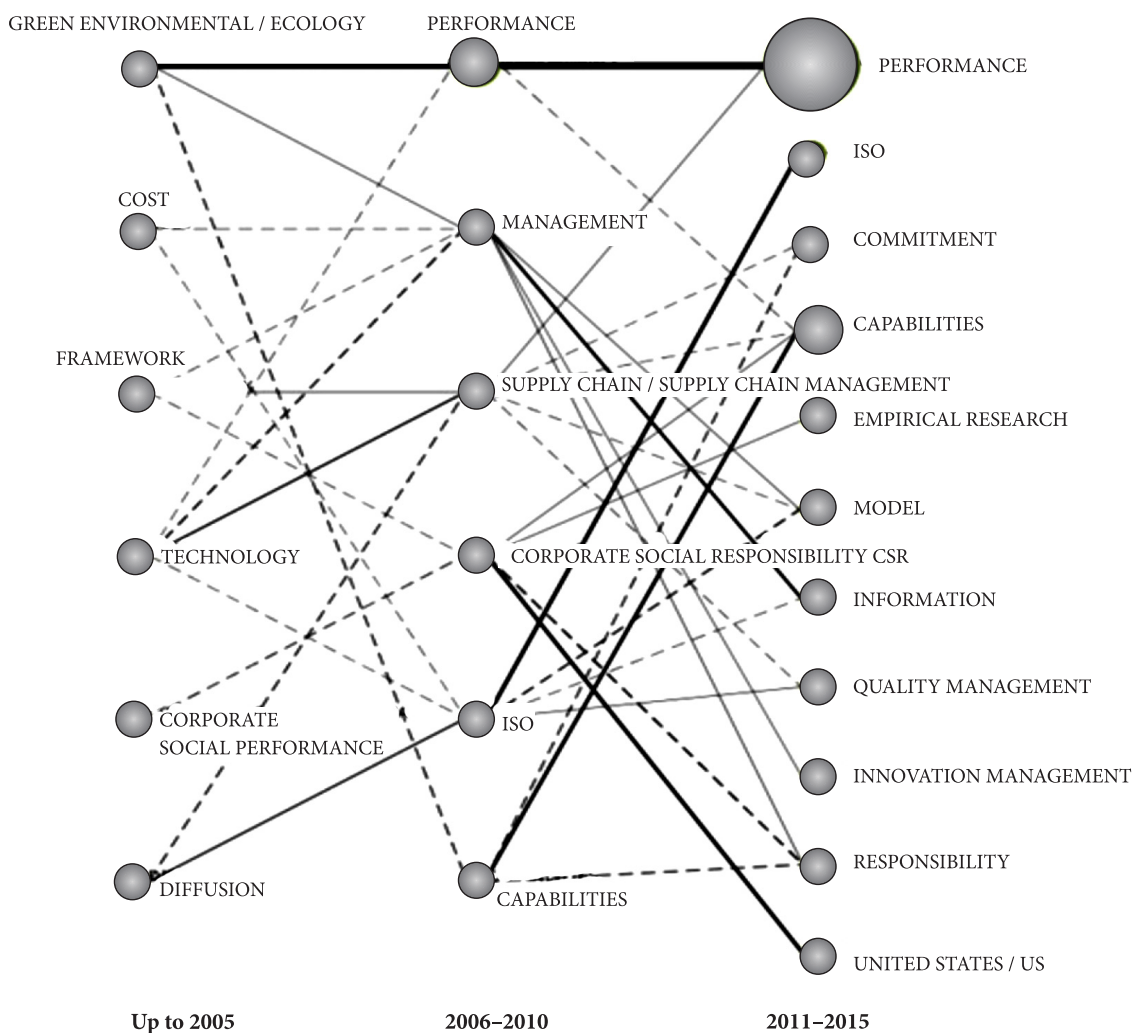 GREEN ENVIRONMENTAL / ECOLOGY
COST
FRAMEWORK
TECHNOLOGY
CORPORATE
SOCIAL PERFORMANCE
DIFFUSION
PERFORMANCE
MANAGEMENT
SUPPLY CHAIN / SUPPLY CHAIN MANAGEMENT
CORPORATE SOCIAL RESPONSIBILITY CSR
ISO
CAPABILITIES
PERFORMANCE
ISO
COMMITMENT
CAPABILITIES
EMPIRICAL RESEARCH
MODEL
INFORMATION
QUALITY MANAGEMENT
INNOVATION MANAGEMENT
RESPONSIBILITY
UNITED STATES / US
Up to 2005
2006–2010
2011–2015